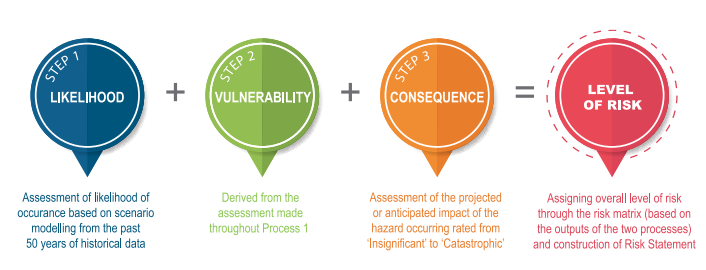 STEP 1
LIKELIHOOD
+
STEP 2
VULNERABILITY
+
STEP 3
CONSEQUENCE
=
LEVEL
OF RISK
Assessment of likelihood of
occurance based on scenario
modelling from the past
50 years of historical data
Derived from the
assessment made
throughout Process 1
Assessment of the projected
or anticipated impact of the
hazard occurring rated from
‘Insignificant’ to ‘Catastrophic’
Assigning overall level of risk
through the risk matrix (based on
the outputs of the two processes)
and construction of Risk Statement